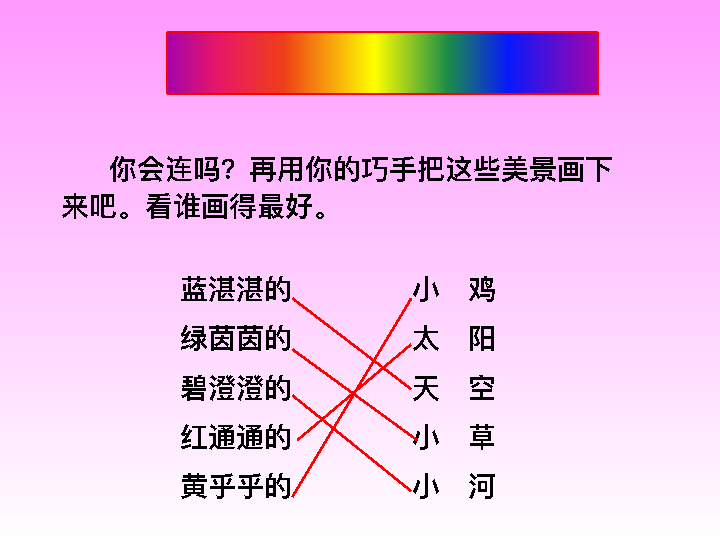 你会连吗？再用你的巧手把这些美景画下
来吧。看谁画得最好。
蓝湛湛的 小 鸡
绿茵茵的 太 阳
碧澄澄的 天 空
红通通的 小 草
黄乎乎的 小 河